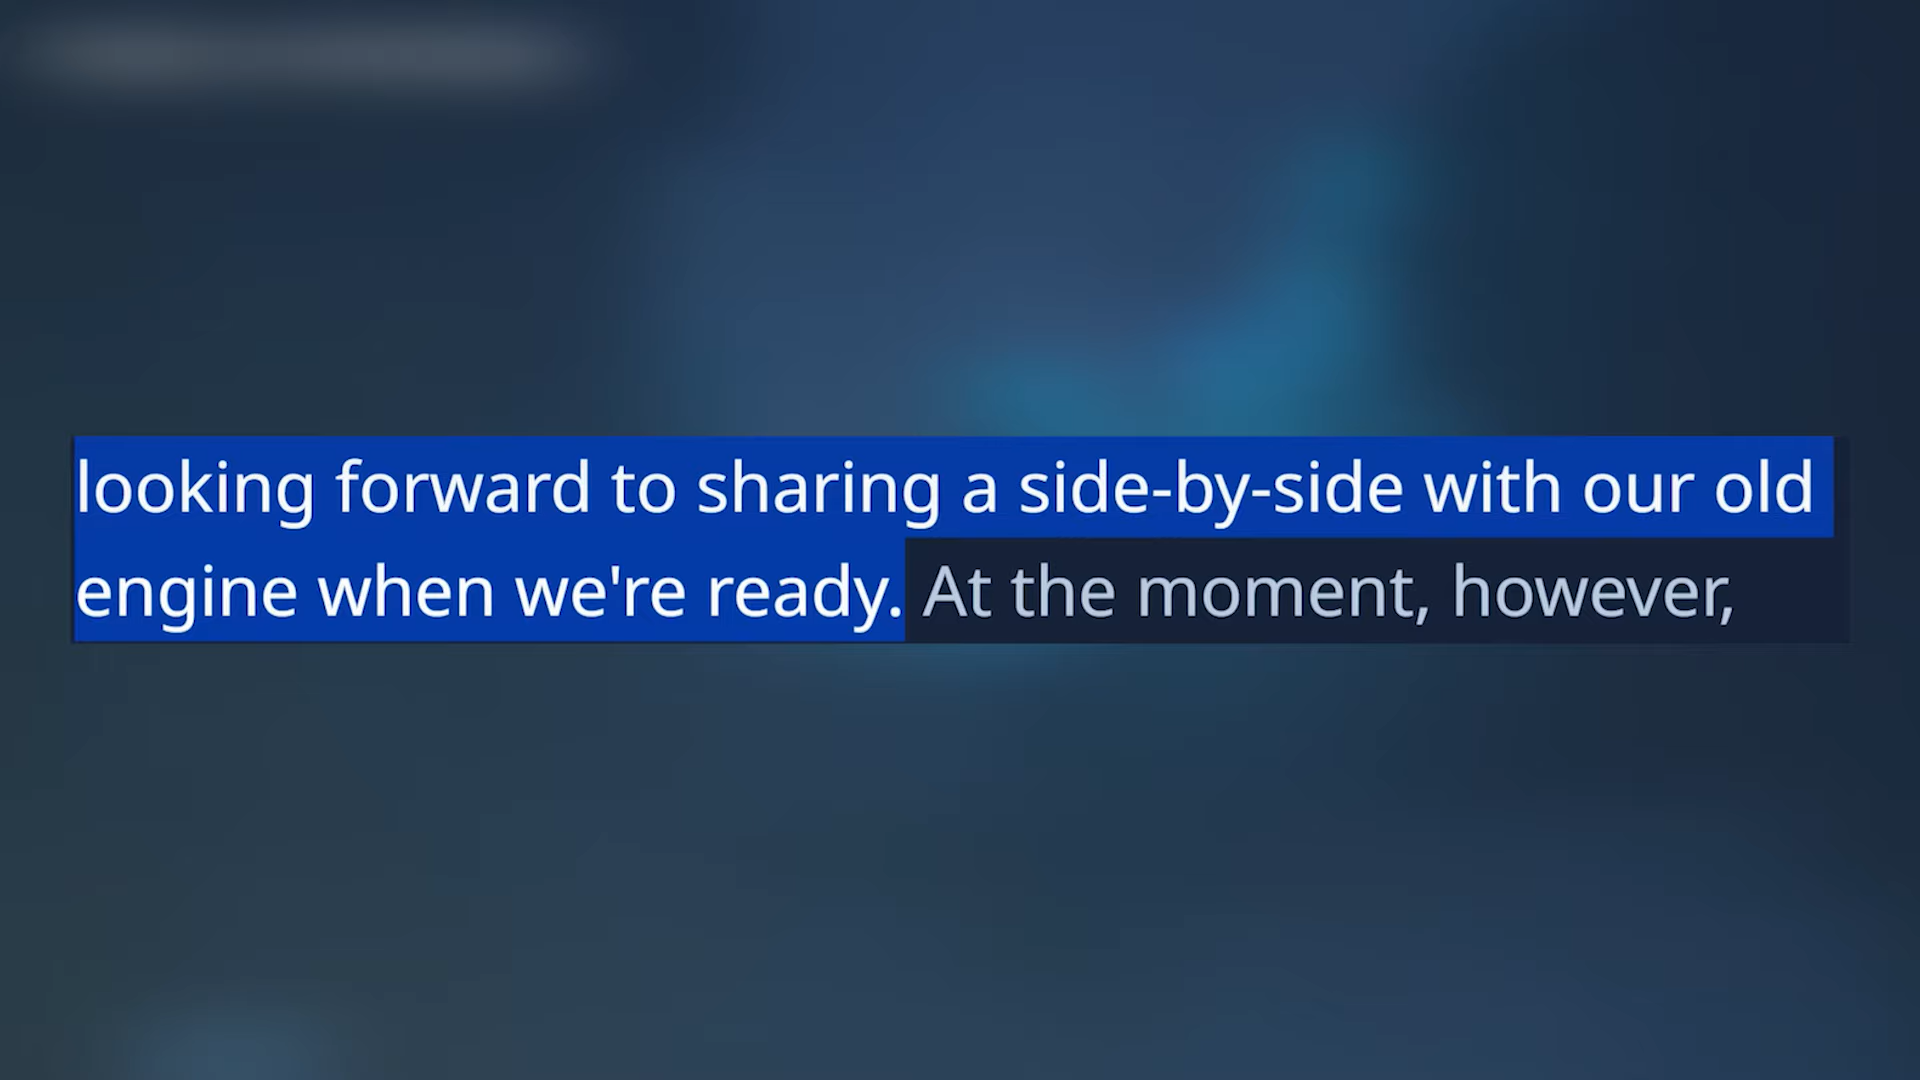 looking forward to sharing a side-by-side with our old
engine when we're ready. At the moment, however,